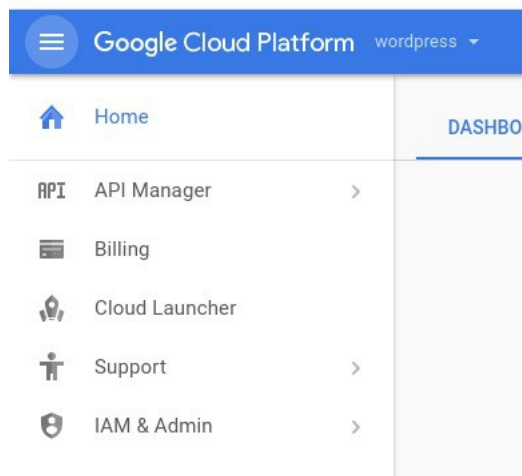 Google Cloud Platform wordpress
Home
DASHBO
API API Manager
Billing
Cloud Launcher
Support
IAM & Admin